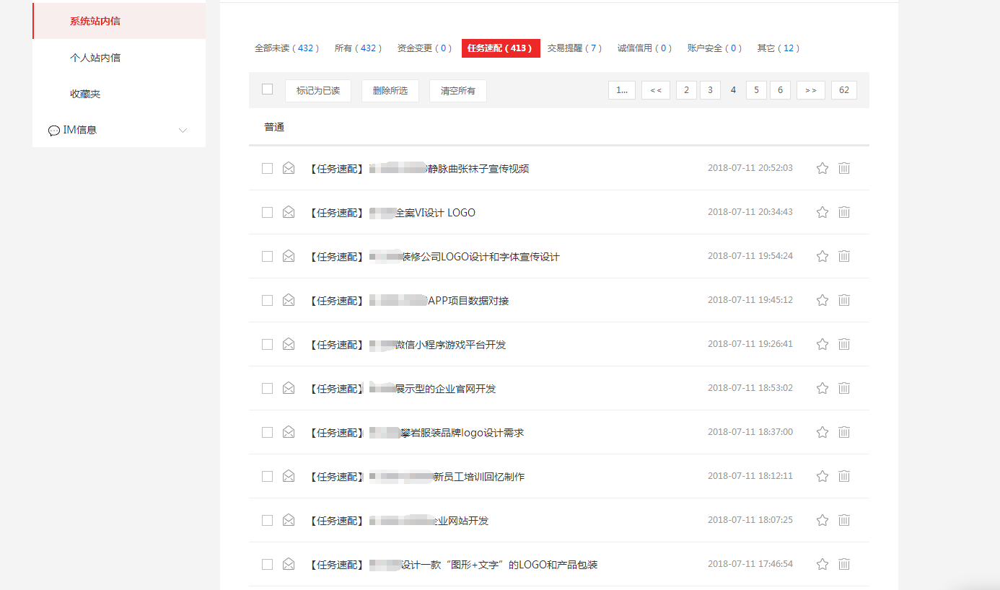 系统站内信
个人站内信
收藏夹
IM信息
全部未读（432） 所有（432） 资金变更（0） 任务速配（413） 交易提醒（7） 诚信信用（0） 账户安全（0） 其它（12）
标记为已读 删除所选 清空所有 1... << 2 3 4 5 6 >> 62
普通
【任务速配】 静脉曲张袜子宣传视频 2018-07-11 20:52:03
【任务速配】 全案VI设计 LOGO 2018-07-11 20:34:43
【任务速配】 装修公司LOGO设计和字体宣传设计 2018-07-11 19:54:24
【任务速配】 APP项目数据对接 2018-07-11 19:45:12
【任务速配】 微信小程序游戏平台开发 2018-07-11 19:26:41
【任务速配】 展示型的企业官网开发 2018-07-11 18:53:02
【任务速配】 攀岩服装品牌logo设计需求 2018-07-11 18:37:00
【任务速配】 新员工培训回忆制作 2018-07-11 18:12:11
【任务速配】 企业网站开发 2018-07-11 18:07:25
【任务速配】 设计一款“图形+文字”的LOGO和产品包装 2018-07-11 17:46:54